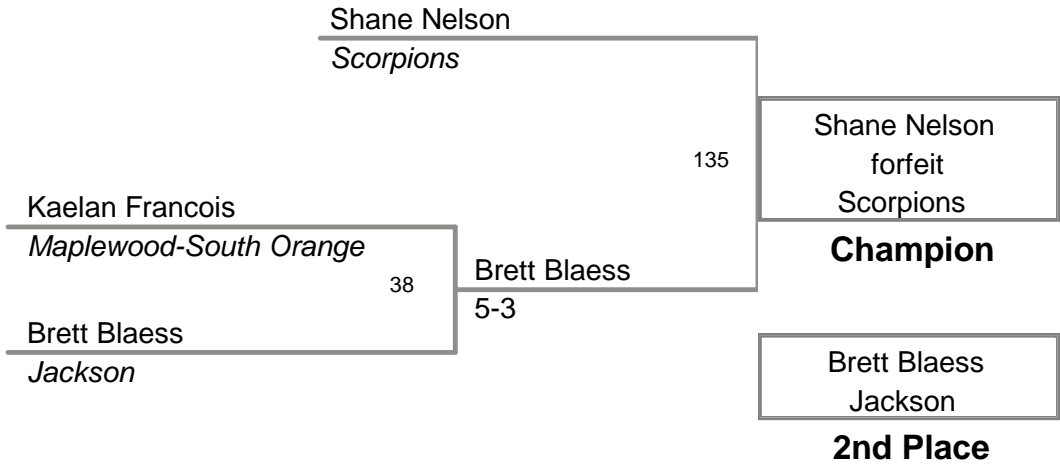 Shane Nelson
Scorpions
Shane Nelson
forfeit
Scorpions
135
Champion
Kaelan Francois
Maplewood-South Orange
38
Brett Blaess
5-3
Brett Blaess
Jackson
Brett Blaess
Jackson
2nd Place